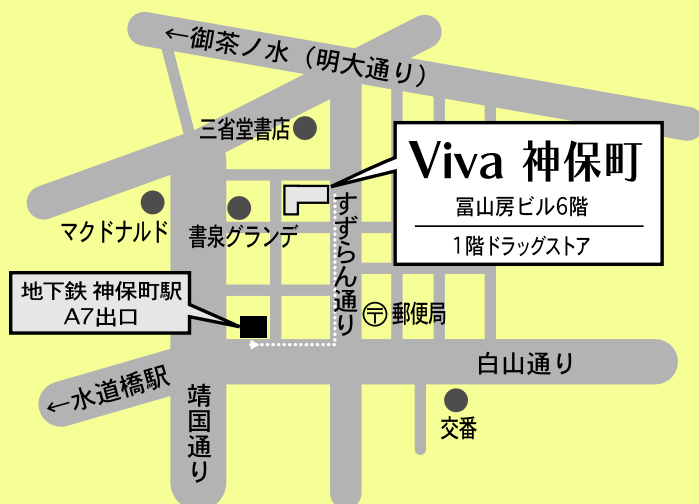 ←御茶ノ水（明大通り）
三省堂書店
Viva 神保町
冨山房ビル6階
1階ドラッグストア
マクドナルド
書泉グランデ
すずらん通り
地下鉄 神保町駅
A7出口
〒郵便局
白山通り
←水道橋駅
靖国通り
交番